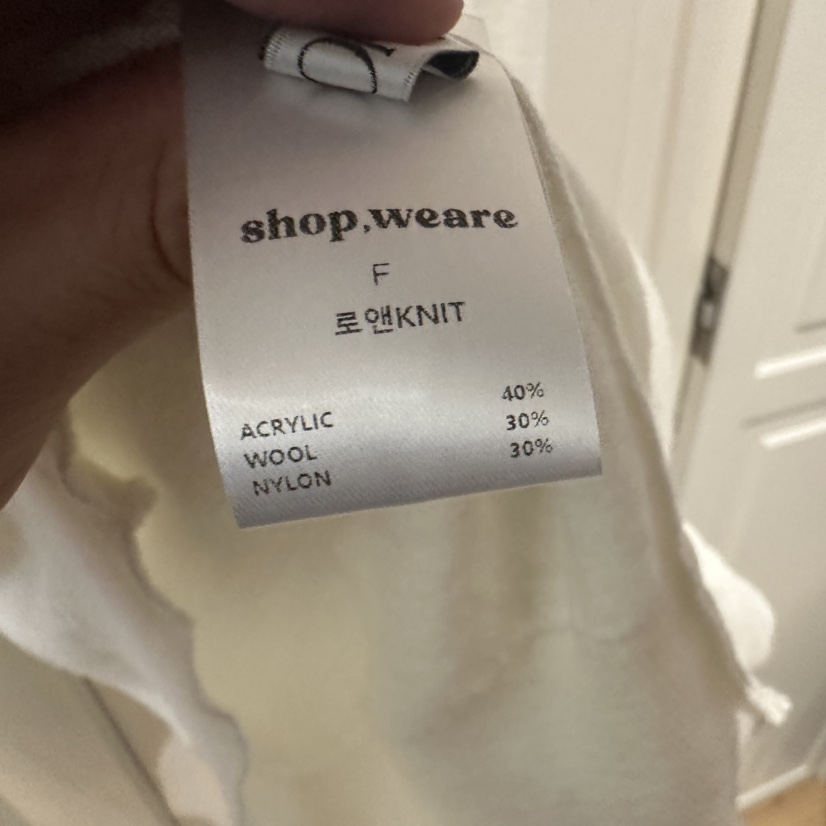 shop,weare
F
로앤KNIT
ACRYLIC 40%
WOOL 30%
NYLON 30%